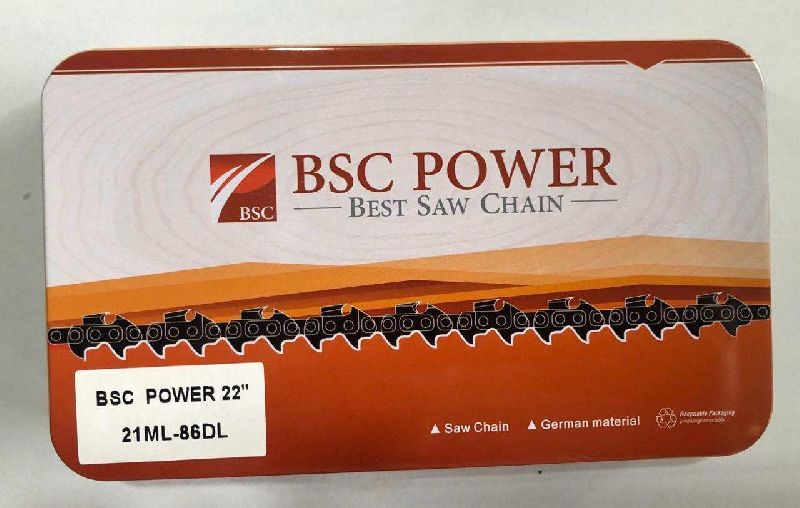 BSC POWER
BSC
BEST SAW CHAIN
BSC POWER 22"
21ML-86DL
▲ Saw Chain ▲ German material
Recyclable Packaging